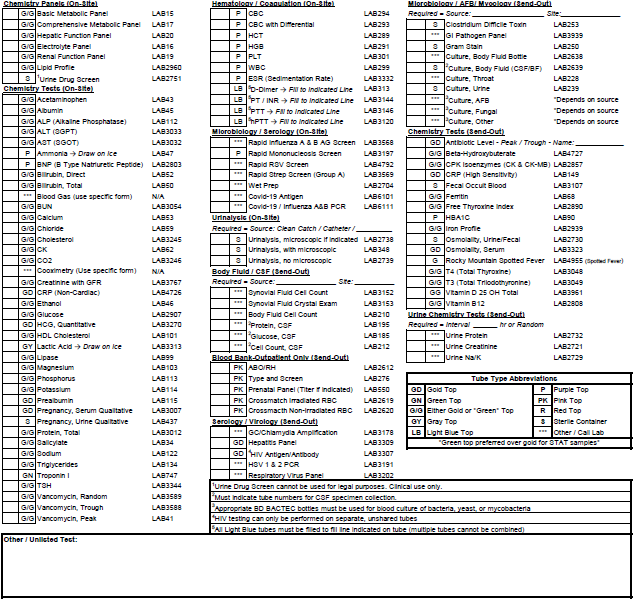 Chemistry Panels (On-Site)
G/G Basic Metabolic Panel LAB15
G/G Comprehensive Metabolic Panel LAB17
G/G Hepatic Function Panel LAB20
G/G Electrolyte Panel LAB16
G/G Renal Function Panel LAB19
G/G Lipid Profile LAB2960
S 1Urine Drug Screen LAB2751
Chemistry Tests (On-Site)
G/G Acetaminophen LAB43
G/G Albumin LAB45
G/G ALP (Alkaline Phosphatase) LAB112
G/G ALT (SGPT) LAB3033
G/G AST (SGOT) LAB3032
P Ammonia → Draw on Ice LAB47
P BNP (B Type Natriuretic Peptide) LAB2803
G/G Bilirubin, Direct LAB52
G/G Bilirubin, Total LAB50
*** Blood Gas (use specific form) N/A
G/G BUN LAB3054
G/G Calcium LAB53
G/G Chloride LAB59
G/G Cholesterol LAB3245
G/G CK LAB62
G/G CO2 LAB3246
*** Cooximetry (Use specific form) N/A
G/G Creatinine with GFR LAB3767
GD CRP (Non-Cardiac) LAB4726
G/G Ethanol LAB46
G/G Glucose LAB2907
GD HCG, Quantitative LAB3270
G/G HDL Cholesterol LAB101
GY Lactic Acid → Draw on Ice LAB3313
G/G Lipase LAB99
G/G Magnesium LAB103
G/G Phosphorus LAB113
G/G Potassium LAB114
GD Prealbumin LAB115
GD Pregnancy, Serum Qualitative LAB3007
S Pregnancy, Urine Qualitative LAB437
G/G Protein, Total LAB3012
G/G Salicylate LAB34
G/G Sodium LAB122
G/G Triglycerides LAB134
GN Troponin I LAB747
G/G TSH LAB3344
G/G Vancomycin, Random LAB3589
G/G Vancomycin, Trough LAB3588
G/G Vancomycin, Peak LAB41
Hematology / Coagulation (On-Site)
P CBC LAB294
P CBC with Differential LAB293
P HCT LAB289
P HGB LAB291
P PLT LAB301
P WBC LAB299
P ESR (Sedimentation Rate) LAB3332
LB 5D-Dimer → Fill to Indicated Line LAB313
LB 5PT / INR → Fill to Indicated Line LAB3144
LB 5PTT → Fill to Indicated Line LAB3146
LB 5hPTT → Fill to Indicated Line LAB3120
Microbiology / Serology (On-Site)
*** Rapid Influenza A & B AG Screen LAB3568
P Rapid Mononucleosis Screen LAB3197
*** Rapid RSV Screen LAB4792
*** Rapid Strep Screen (Group A) LAB3569
*** Wet Prep LAB2704
*** Covid-19 Antigen LAB6101
*** Covid-19 / Influenza A&B PCR LAB6111
Urinalysis (On-Site)
Required = Source: Clean Catch / Catheter / ________
S Urinalysis, microscopic if indicated LAB2738
S Urinalysis, with microscopic LAB348
S Urinalysis, no microscopic LAB2739
Body Fluid / CSF (Send-Out)
Required = Source: ____________ Site: __________
*** Synovial Fluid Cell Count LAB3152
*** Synovial Fluid Crystal Exam LAB3153
*** Body Fluid Cell Count LAB210
*** 2Protein, CSF LAB195
*** 2Glucose, CSF LAB185
*** 2Cell Count, CSF LAB212
Blood Bank-Outpatient Only (Send-Out)
PK ABO/RH LAB2612
PK Type and Screen LAB276
PK Prenatal Panel (Titer if Indicated) LAB550
PK Crossmatch Irradiated RBC LAB2619
PK Crossmacth Non-Irradiated RBC LAB2620
Serology / Virology (Send-Out)
*** GC/Chlamydia Amplification LAB3178
GD Hepatitis Panel LAB3309
GD 4HIV Antigen/Antibody LAB3307
*** HSV 1 & 2 PCR LAB3191
*** Respiratory Virus Panel LAB3202
Microbiology / AFB/ Mycology (Send-Out)
Required = Source: ____________ Site: ____________
S Clostridium Difficile Toxin LAB253
*** GI Pathogen Panel LAB3939
S Gram Stain LAB250
*** Culture, Body Fluid Bottle LAB2638
S 3Culture, Body Fluid (CSF/BF) LAB2639
*** Culture, Throat LAB228
S Culture, Urine LAB239
*** 3Culture, AFB *Depends on source
*** 3Culture, Fungal *Depends on source
*** 3Culture, Other *Depends on source
Chemistry Tests (Send-Out)
GD Antibiotic Level - Peak / Trough - Name: ____________
G/G Beta-Hydroxybuterate LAB4727
G/G CPK Isoenzymes (CK & CK-MB) LAB2857
GD CRP (High Sensitivity) LAB149
S Fecal Occult Blood LAB3107
G/G Ferritin LAB68
G/G Free Thyroxine Index LAB2890
P HBA1C LAB90
G/G Iron Profile LAB2939
S Osmolality, Urine/Fecal LAB2730
GD Osmolality, Serum LAB3323
G Rocky Mountain Spotted Fever LAB4955 (Spotted Fever)
G/G T4 (Total Thyroxine) LAB3048
G/G T3 (Total Triiodothyronine) LAB3049
GG Vitamin D 25 OH Total LAB3961
G/G Vitamin B12 LAB2808
Urine Chemistry Tests (Send-Out)
Required = Interval ______ hr or Random
*** Urine Protein LAB2732
*** Urine Creatinine LAB2721
*** Urine Na/K LAB2729
Tube Type Abbreviations
GD Gold Top P Purple Top
GN Green Top PK Pink Top
G/G Either Gold or "Green" Top R Red Top
GY Gray Top S Sterile Container
LB Light Blue Top *** Other / Call Lab
"Green top preferred over gold for STAT samples"
1Urine Drug Screen cannot be used for legal purposes. Clinical use only.
2Must indicate tube numbers for CSF specimen collection.
3Appropriate BD BACTEC bottles must be used for blood culture of bacteria, yeast, or mycobacteria
4HIV testing can only be performed on separate, unshared tubes
5All Light Blue tubes must be filled to fill line indicated on tube (multiple tubes cannot be combined)
Other / Unlisted Test: